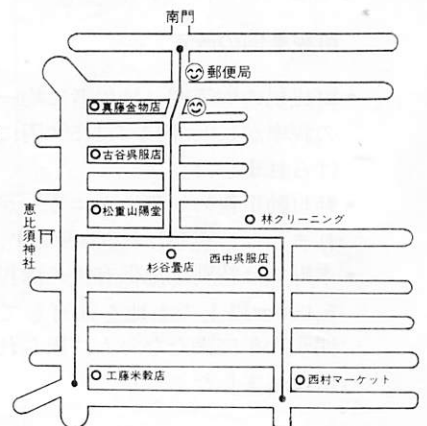 南門
郵便局
真藤金物店
古谷呉服店
松重山陽堂
林クリーニング
恵比須神社
杉谷畳店
西中呉服店
工藤米穀店
西村マーケット